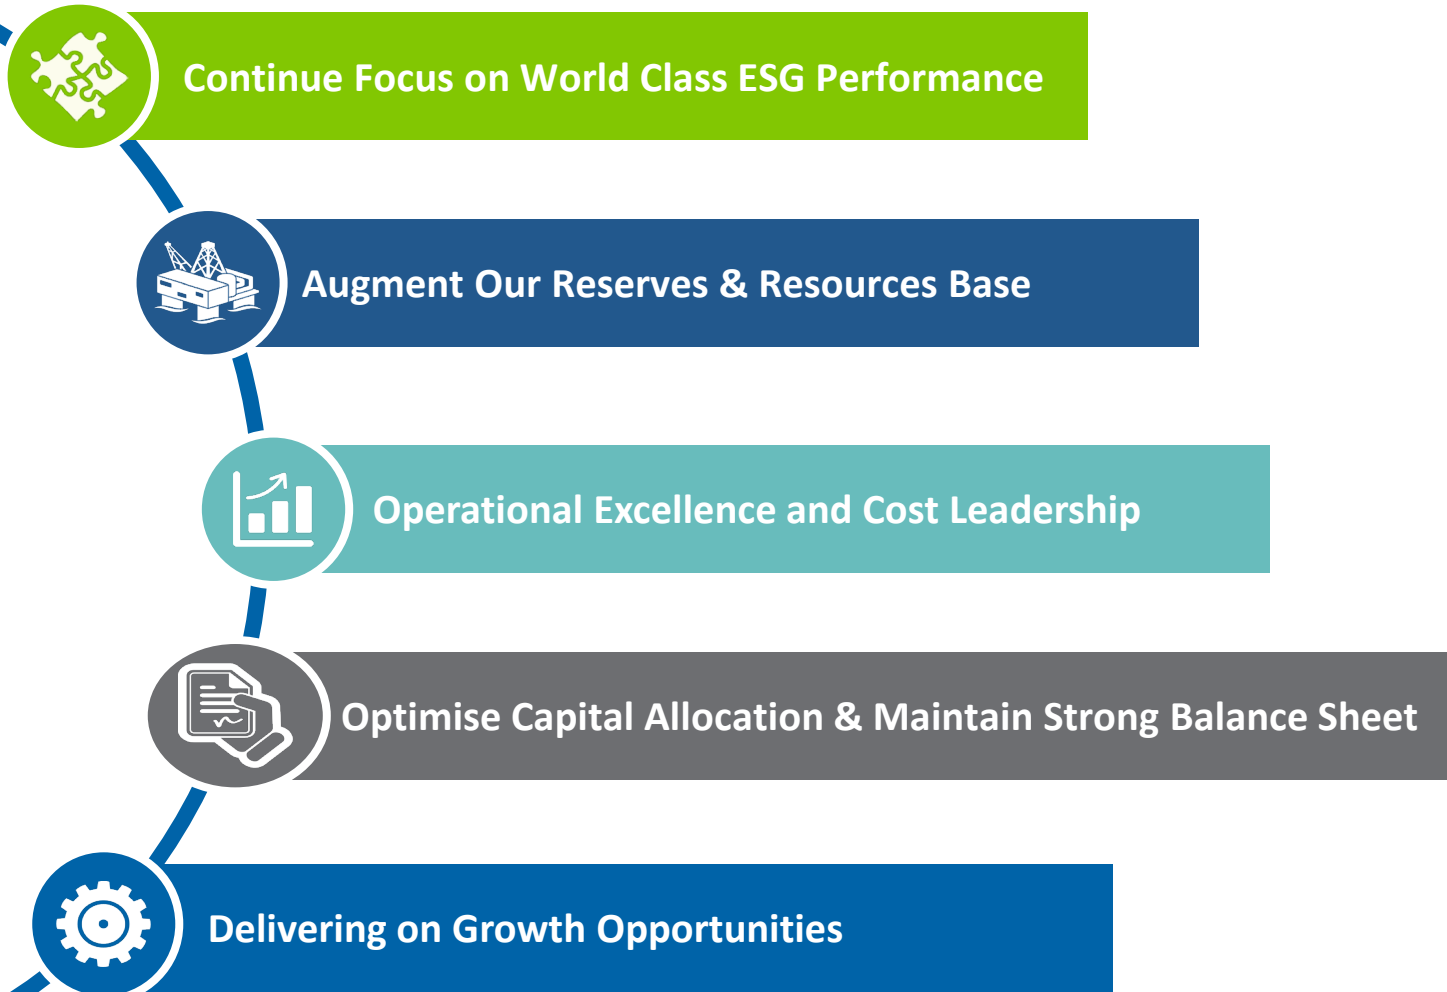 Continue Focus on World Class ESG Performance
Augment Our Reserves & Resources Base
Operational Excellence and Cost Leadership
Optimise Capital Allocation & Maintain Strong Balance Sheet
Delivering on Growth Opportunities